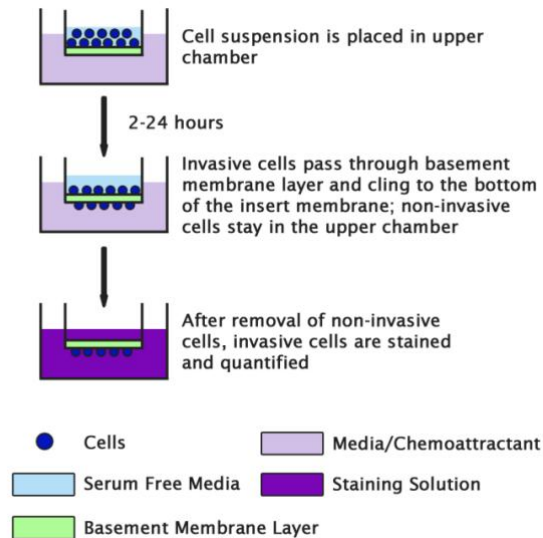 Cell suspension is placed in upper
chamber
2-24 hours
Invasive cells pass through basement
membrane layer and cling to the bottom
of the insert membrane; non-invasive
cells stay in the upper chamber
After removal of non-invasive
cells, invasive cells are stained
and quantified
Cells
Media/Chemoattractant
Serum Free Media
Staining Solution
Basement Membrane Layer